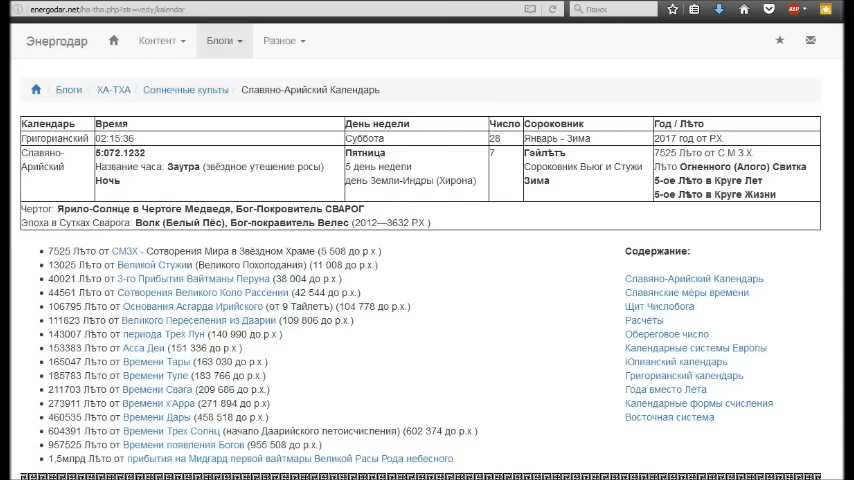 energodar.net/ha-tha.php?str=vedy/kalendar
Поиск
ABP
Энергодар Контент Блоги Разное
Блоги / ХА-ТХА / Солнечные культы / Славяно-Арийский Календарь
Календарь Время День недели Число Сороковник Год / Лѣто
Григорианский 02:15:36 Суббота 28 Январь - Зима 2017 год от Р.Х.
Славяно-Арийский 5:072.1232 Пятница 7 Гэйлѣтъ 7525 Лѣто от С.М.З.Х.
Название часа: Заутра (звёздное утешение росы) 5 день недели Сороковник Вьюг и Стужи Лѣто Огненного (Алого) Свитка
Ночь день Земли-Индры (Хирона) Зима 5-ое Лѣто в Круге Лет
5-ое Лѣто в Круге Жизни
Чертог: Ярило-Солнце в Чертоге Медведя, Бог-Покровитель СВАРОГ
Эпоха в Сутках Сварога: Волк (Белый Пёс), Бог-покравитель Велес (2012—3632 Р.Х.)
7525 Лѣто от СМЗХ - Сотворения Мира в Звёздном Храме (5 508 до р.х.)
13025 Лѣто от Великой Стужии (Великого Похолодания) (11 008 до р.х.)
40021 Лѣто от 3-го Прибытия Вайтманы Перуна (38 004 до р.х.)
44561 Лѣто от Сотворения Великого Коло Рассении (42 544 до р.х.)
106795 Лѣто от Основания Асгарда Ирийского (от 9 Тайлетъ) (104 778 до р.х.)
111823 Лѣто от Великого Переселения из Даарии (109 806 до р.х.)
143007 Лѣто от периода Трех Лун (140 990 до р.х.)
153383 Лѣто от Асса Деи (151 336 до р.х.)
165047 Лѣто от Времени Тары (163 030 до р.х.)
185783 Лѣто от Времени Туле (183 766 до р.х.)
211703 Лѣто от Времени Свага (209 686 до р.х.)
273911 Лѣто от Времени х'Арра (271 894 до р.х)
460535 Лѣто от Времени Дары (458 518 до р.х.)
604391 Лѣто от Времени Трех Солнц (начало Даарийского летоисчисления) (602 374 до р.х.)
957525 Лѣто от Времени появления Богов (955 508 до р.х.)
1,5млрд Лѣто от прибытия на Мидгард первой вайтмары Великой Расы Рода небесного
Содержание:
Славяно-Арийский Календарь
Славянские меры времени
Щит Числобога
Расчёты
Обереговое число
Календарные системы Европы
Юлианский календарь
Григорианский календарь
Года вместо Лета
Календарные формы счисления
Восточная система